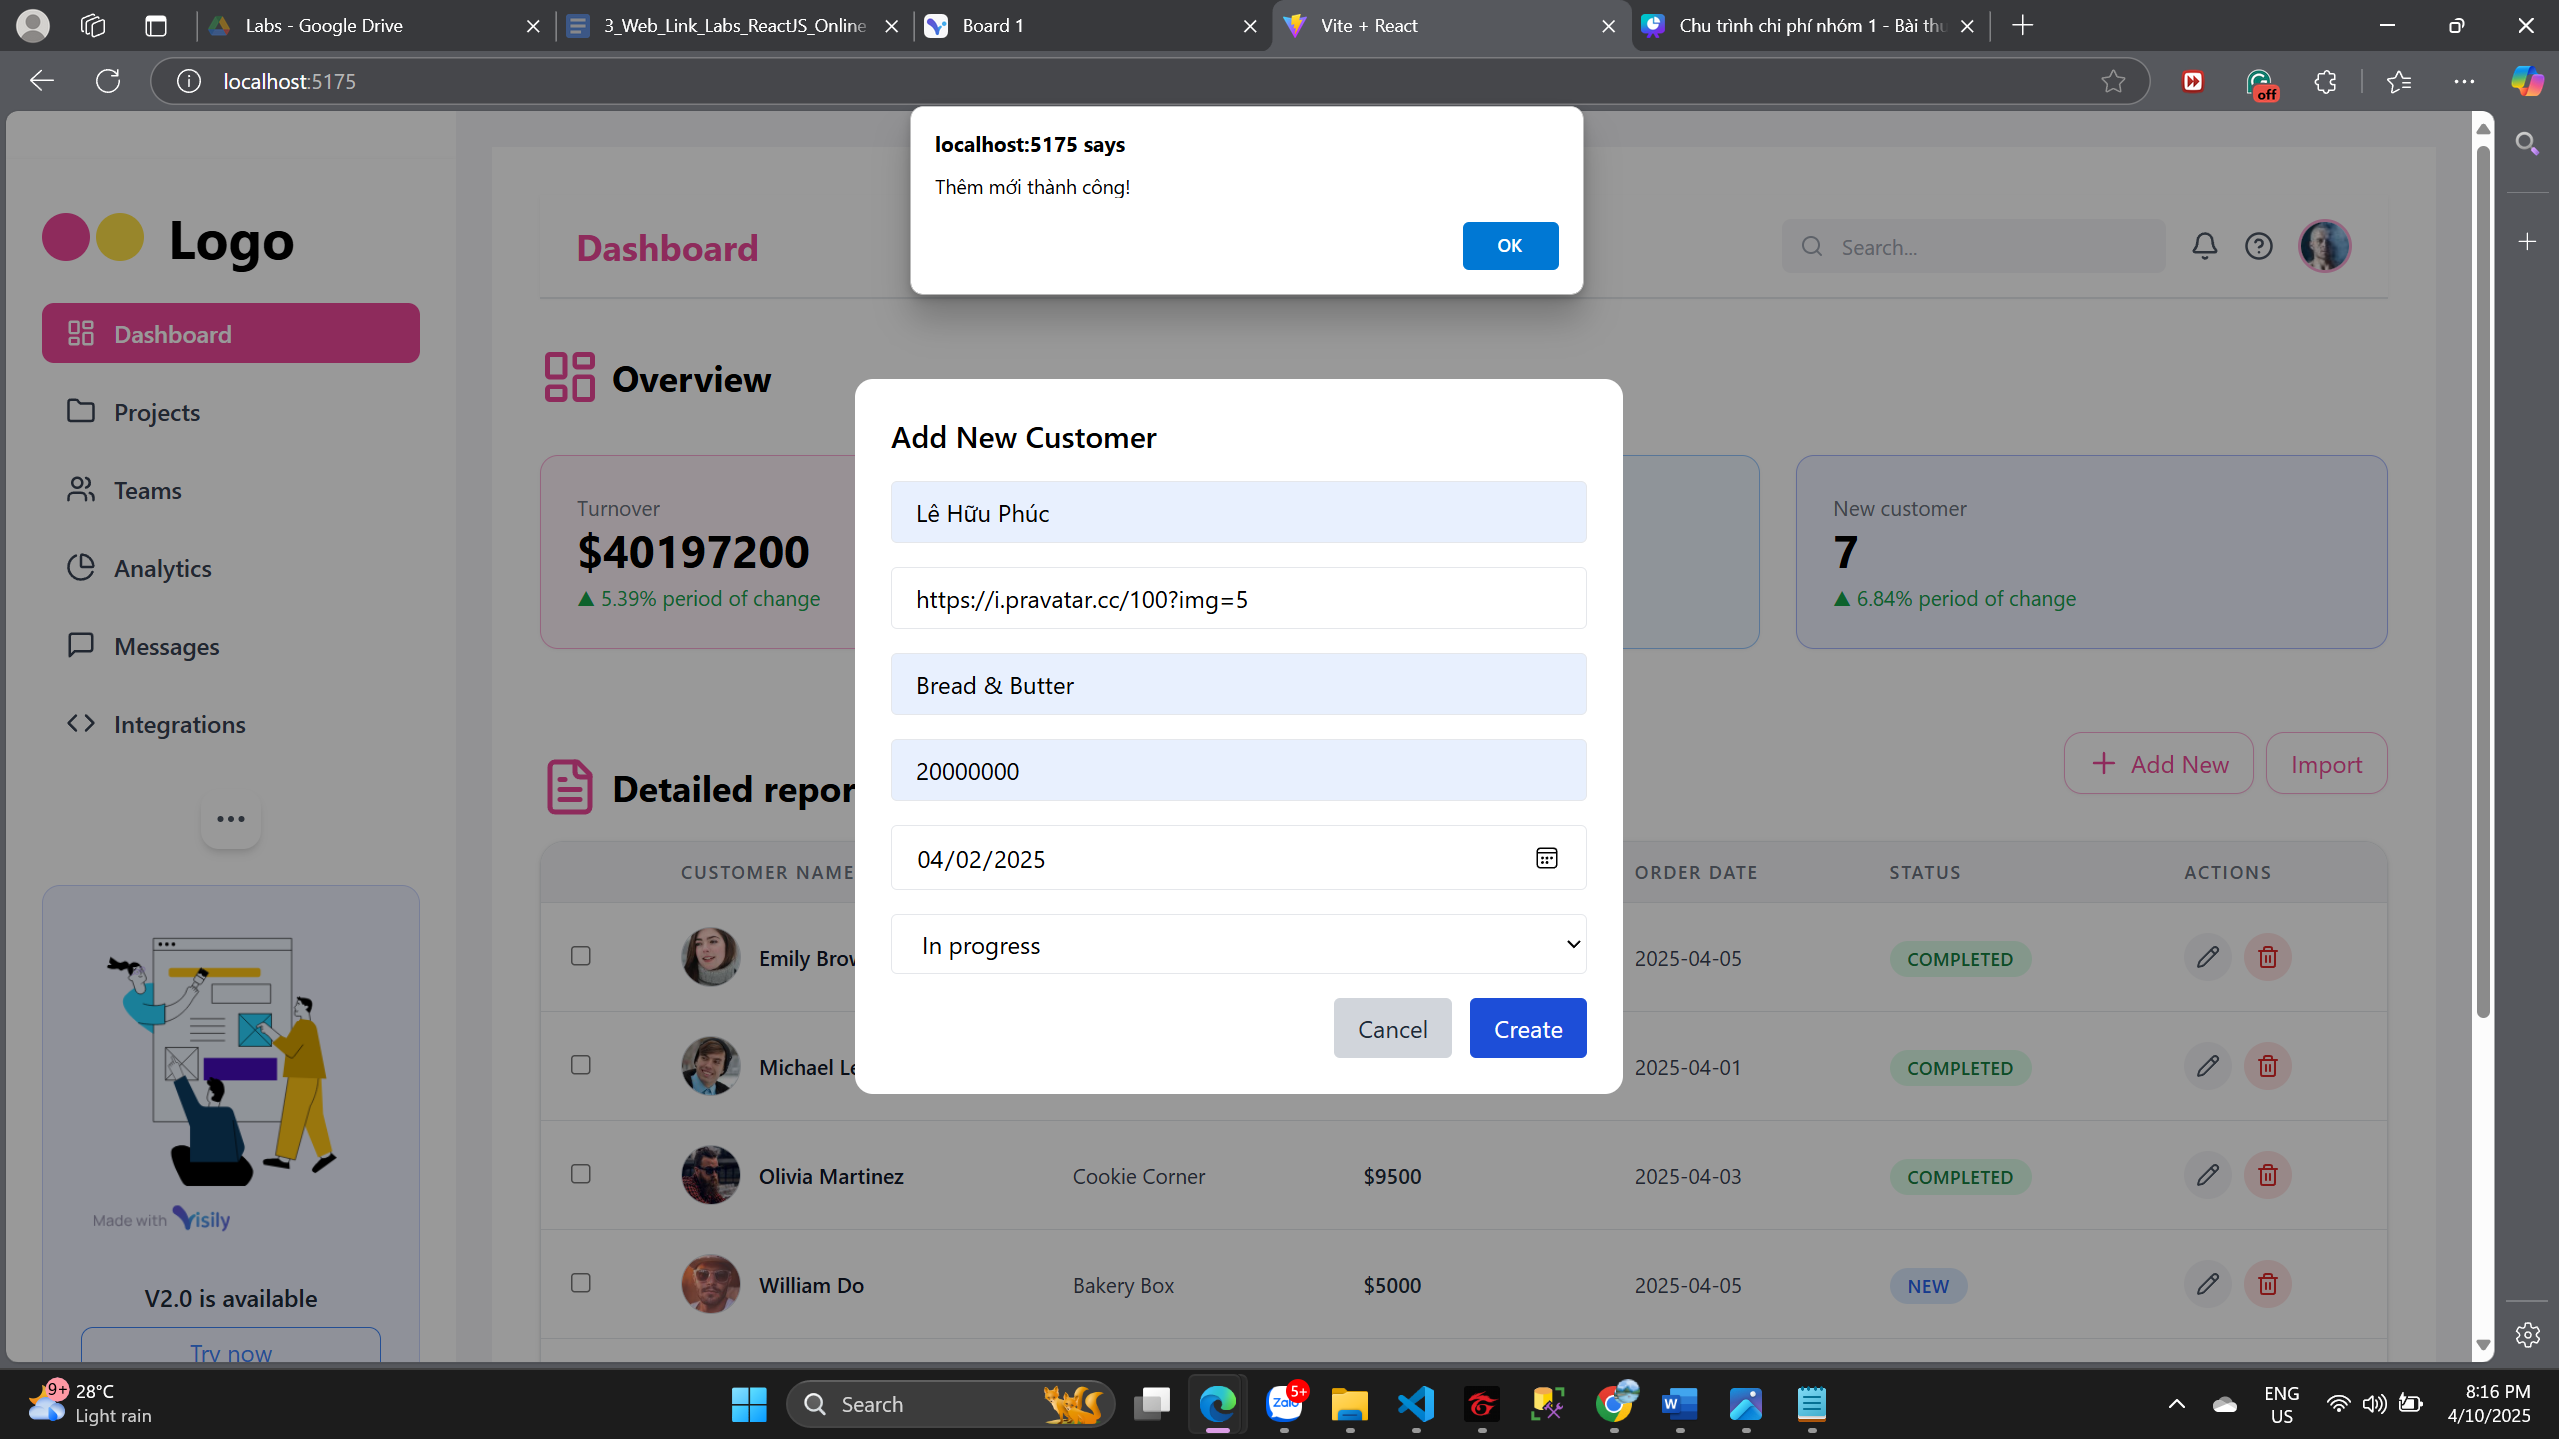 Labs - Google Drive
3_Web_Link_Labs_ReactJS_Online
Board 1
Vite + React
Chu trình chi phí nhóm 1 - Bài thu
localhost:5175
off
localhost:5175 says
Thêm mới thành công!
OK
Logo
Dashboard
Search...
Dashboard
Projects
Teams
Analytics
Messages
Integrations
Overview
Turnover
$40197200
5.39% period of change
New customer
7
6.84% period of change
Add New Customer
Lê Hữu Phúc
https://i.pravatar.cc/100?img=5
Bread & Butter
20000000
04/02/2025
In progress
Cancel
Create
Detailed repor
Add New
Import
CUSTOMER NAME
ORDER DATE
STATUS
ACTIONS
Emily Brow
2025-04-05
COMPLETED
Michael Le
2025-04-01
COMPLETED
Olivia Martinez
Cookie Corner
$9500
2025-04-03
COMPLETED
William Do
Bakery Box
$5000
2025-04-05
NEW
Made with Visily
V2.0 is available
Try now
9+
28°C
Light rain
Search
Zalo
5+
W
ENG
US
8:16 PM
4/10/2025